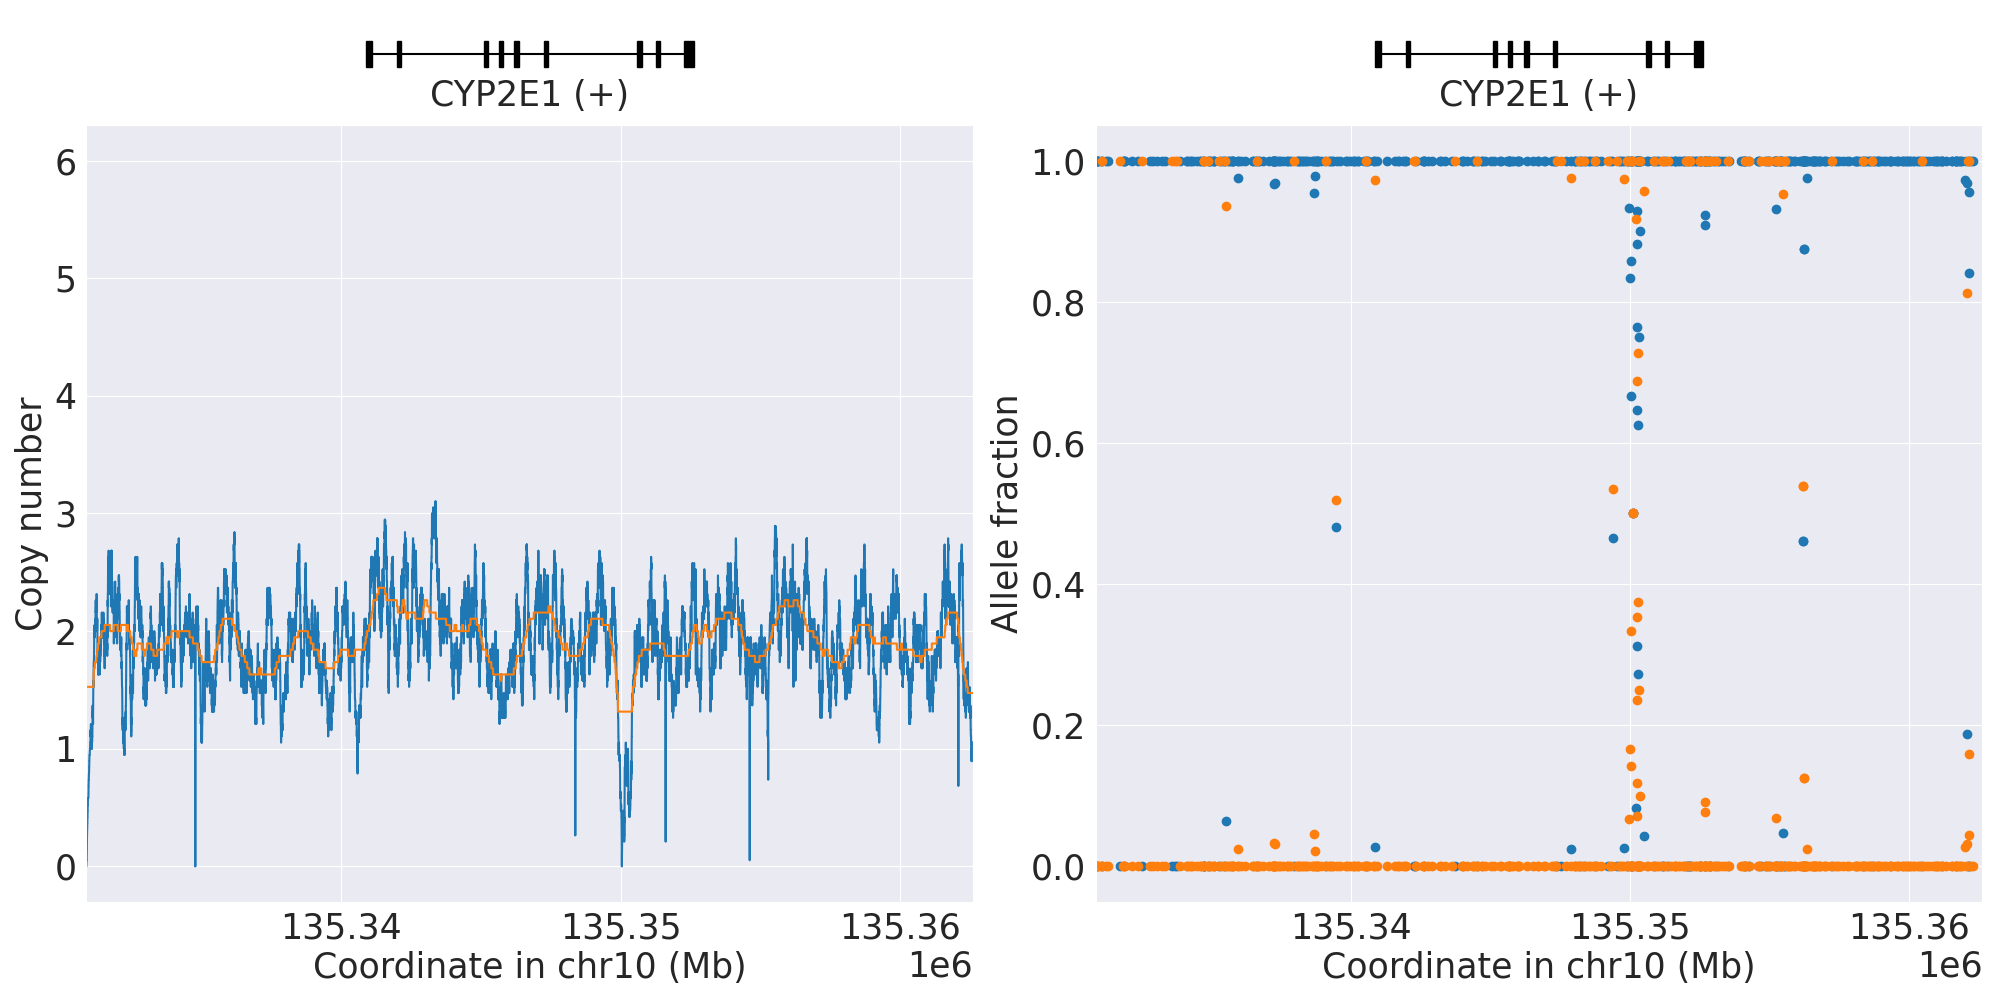 CYP2E1 (+)
6
5
4
3
2
1
0
Copy number
135.34 135.35 135.36
Coordinate in chr10 (Mb)
1e6
CYP2E1 (+)
1.0
0.8
0.6
0.4
0.2
0.0
Allele fraction
135.34 135.35 135.36
Coordinate in chr10 (Mb)
1e6